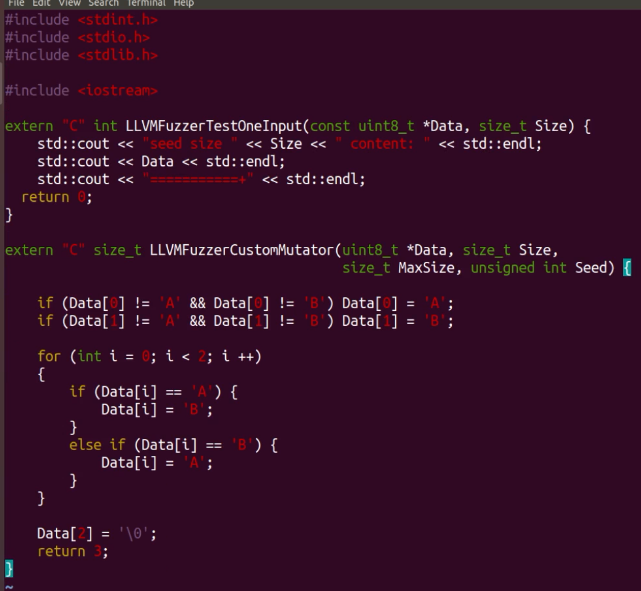 File Edit View Search Terminal Help
#include <stdint.h>
#include <stdio.h>
#include <stdlib.h>

#include <iostream>

extern "C" int LLVMFuzzerTestOneInput(const uint8_t *Data, size_t Size) {
    std::cout << "seed size " << Size << " content: " << std::endl;
    std::cout << Data << std::endl;
    std::cout << "===========+" << std::endl;
  return 0;
}

extern "C" size_t LLVMFuzzerCustomMutator(uint8_t *Data, size_t Size,
                                          size_t MaxSize, unsigned int Seed) {

    if (Data[0] != 'A' && Data[0] != 'B') Data[0] = 'A';
    if (Data[1] != 'A' && Data[1] != 'B') Data[1] = 'B';

    for (int i = 0; i < 2; i ++)
    {
        if (Data[i] == 'A') {
            Data[i] = 'B';
        }
        else if (Data[i] == 'B') {
            Data[i] = 'A';
        }
    }

    Data[2] = '\0';
    return 3;
}
~